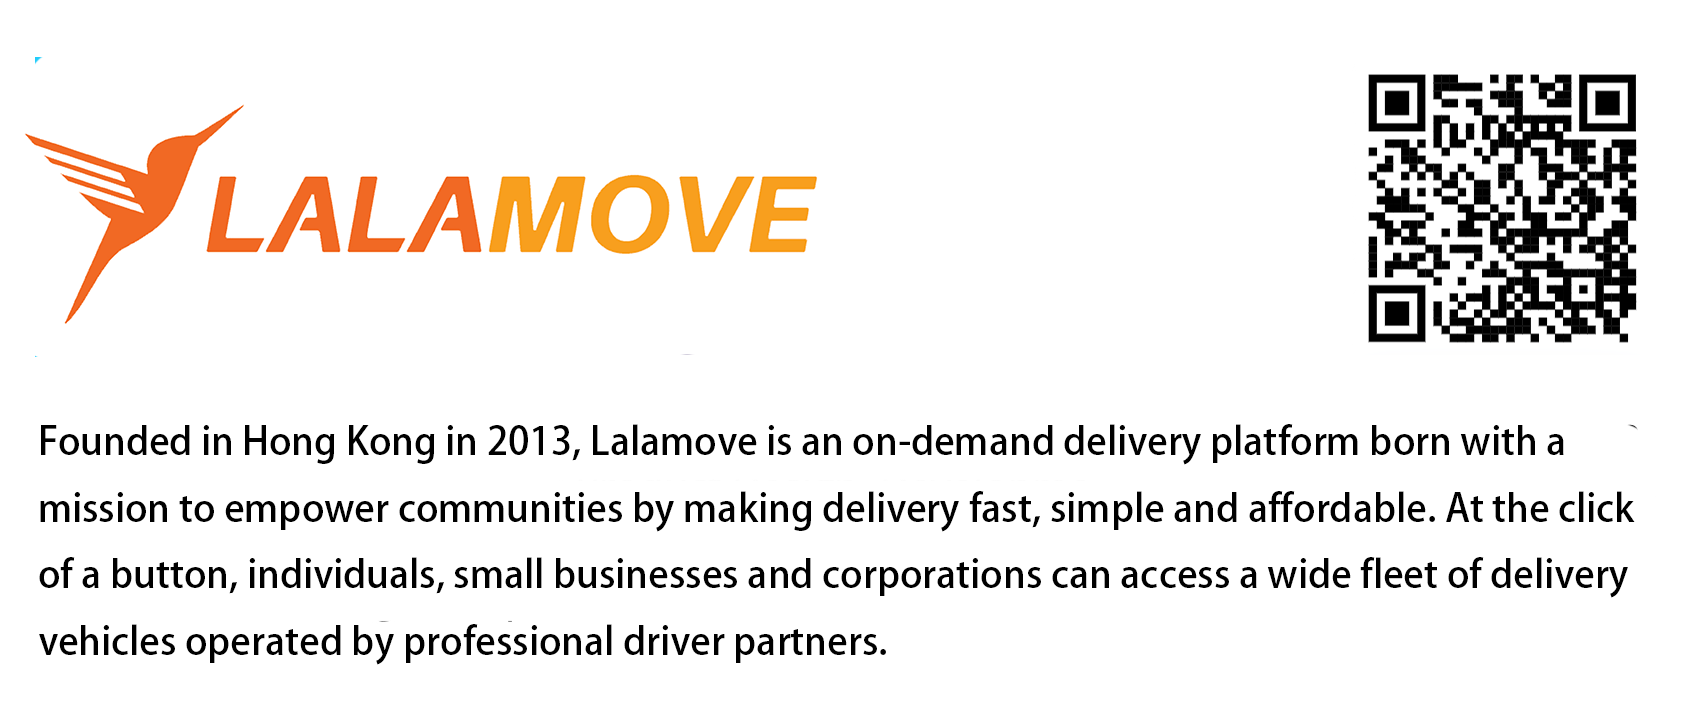 LALAMOVE
Founded in Hong Kong in 2013, Lalamove is an on-demand delivery platform born with a
mission to empower communities by making delivery fast, simple and affordable. At the click
of a button, individuals, small businesses and corporations can access a wide fleet of delivery
vehicles operated by professional driver partners.